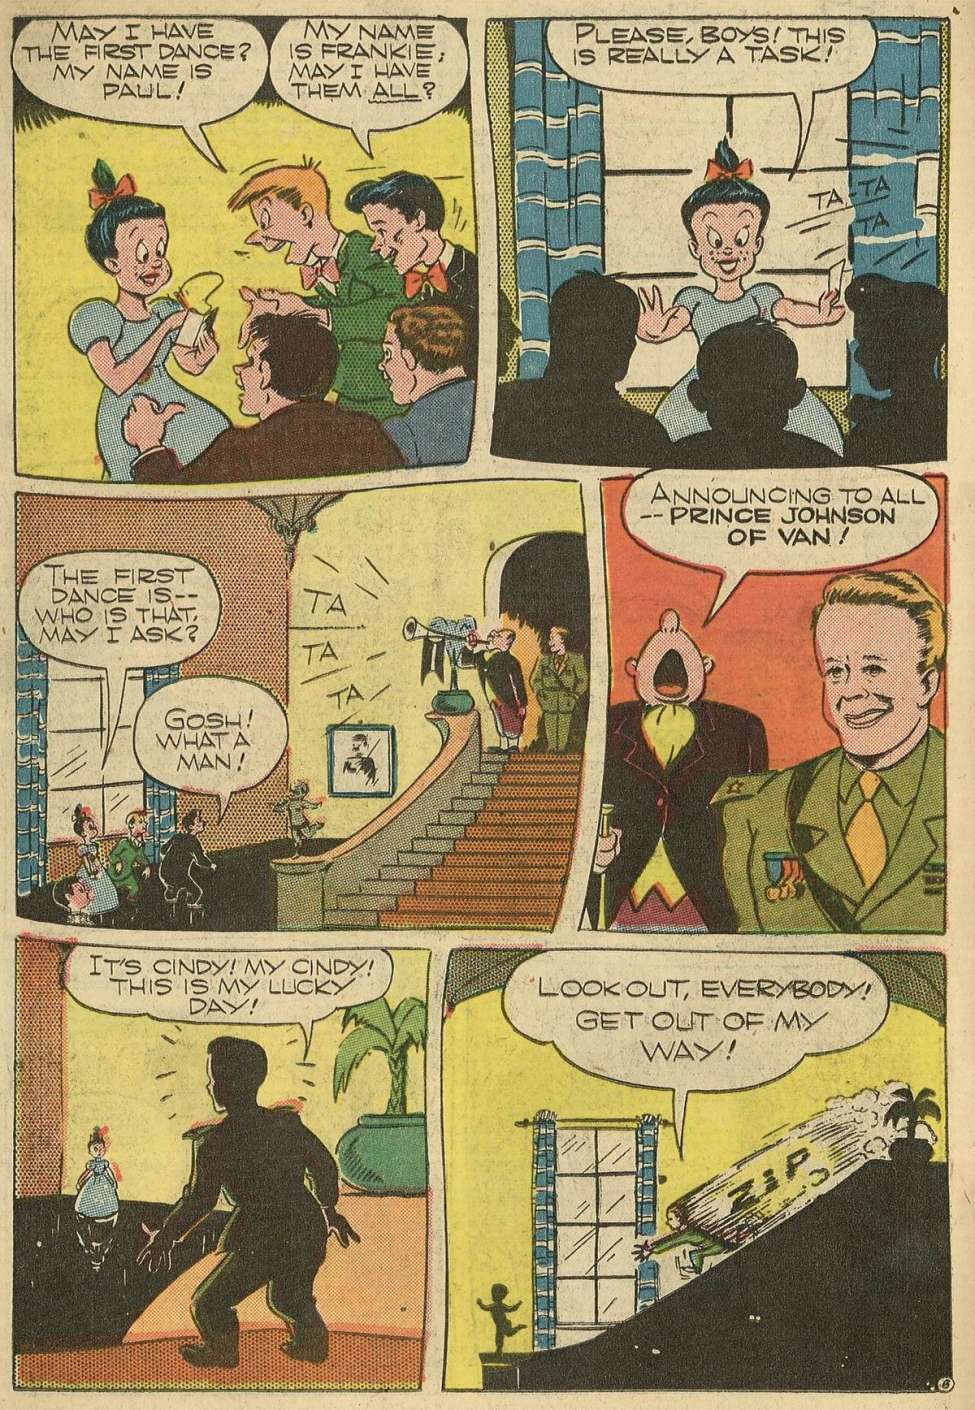 MAY I HAVE
THE FIRST DANCE?
MY NAME IS
PAUL!
MY NAME
IS FRANKIE;
MAY I HAVE
THEM ALL?
PLEASE, BOYS! THIS
IS REALLY A TASK!
TA-TA
TA
THE FIRST
DANCE IS--
WHO IS THAT,
MAY I ASK?
GOSH!
WHAT A
MAN!
TA
TA
TA
ANNOUNCING TO ALL
--PRINCE JOHNSON
OF VAN!
IT'S CINDY! MY CINDY!
THIS IS MY LUCKY
DAY!
LOOK OUT, EVERYBODY!
GET OUT OF MY
WAY!
ZIP
8